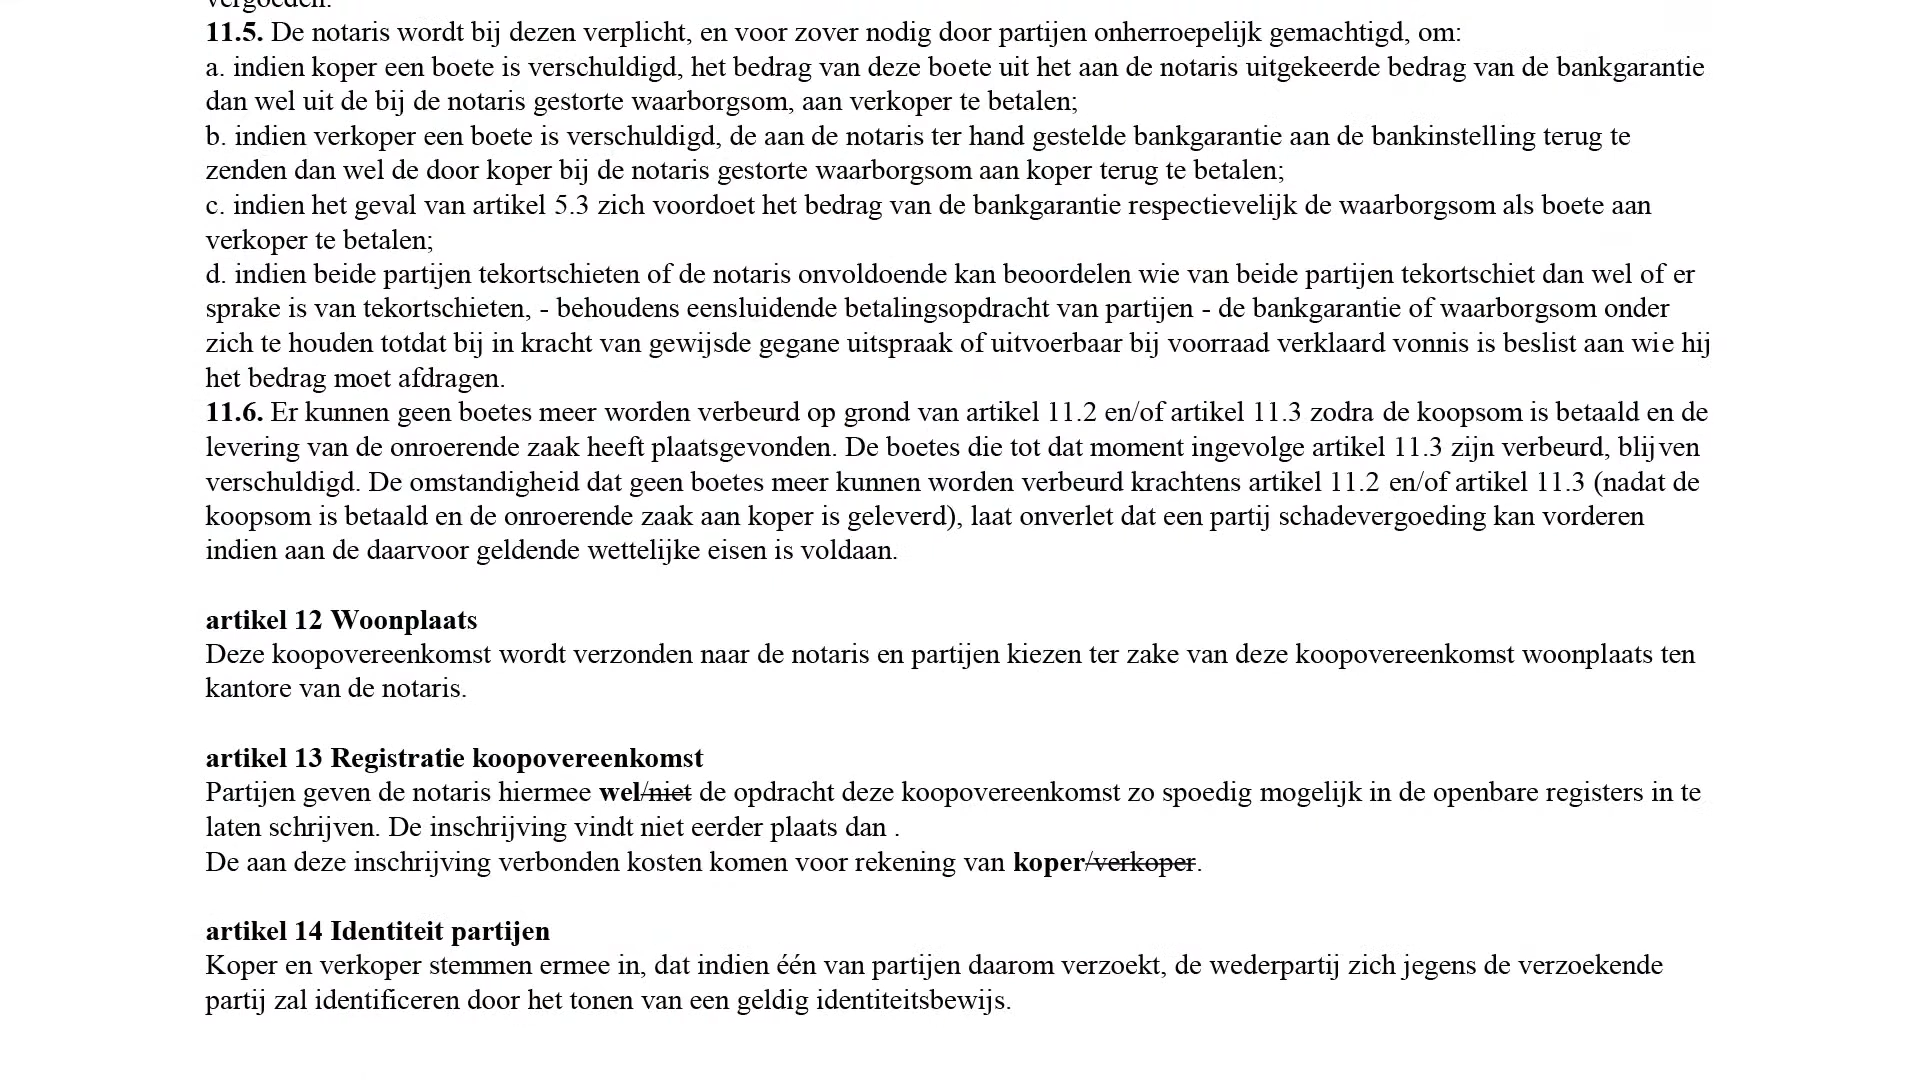 vergoeden.
11.5. De notaris wordt bij dezen verplicht, en voor zover nodig door partijen onherroepelijk gemachtigd, om:
a. indien koper een boete is verschuldigd, het bedrag van deze boete uit het aan de notaris uitgekeerde bedrag van de bankgarantie
dan wel uit de bij de notaris gestorte waarborgsom, aan verkoper te betalen;
b. indien verkoper een boete is verschuldigd, de aan de notaris ter hand gestelde bankgarantie aan de bankinstelling terug te
zenden dan wel de door koper bij de notaris gestorte waarborgsom aan koper terug te betalen;
c. indien het geval van artikel 5.3 zich voordoet het bedrag van de bankgarantie respectievelijk de waarborgsom als boete aan
verkoper te betalen;
d. indien beide partijen tekortschieten of de notaris onvoldoende kan beoordelen wie van beide partijen tekortschiet dan wel of er
sprake is van tekortschieten, - behoudens eensluidende betalingsopdracht van partijen - de bankgarantie of waarborgsom onder
zich te houden totdat bij in kracht van gewijsde gegane uitspraak of uitvoerbaar bij voorraad verklaard vonnis is beslist aan wie hij
het bedrag moet afdragen.
11.6. Er kunnen geen boetes meer worden verbeurd op grond van artikel 11.2 en/of artikel 11.3 zodra de koopsom is betaald en de
levering van de onroerende zaak heeft plaatsgevonden. De boetes die tot dat moment ingevolge artikel 11.3 zijn verbeurd, blijven
verschuldigd. De omstandigheid dat geen boetes meer kunnen worden verbeurd krachtens artikel 11.2 en/of artikel 11.3 (nadat de
koopsom is betaald en de onroerende zaak aan koper is geleverd), laat onverlet dat een partij schadevergoeding kan vorderen
indien aan de daarvoor geldende wettelijke eisen is voldaan.
artikel 12 Woonplaats
Deze koopovereenkomst wordt verzonden naar de notaris en partijen kiezen ter zake van deze koopovereenkomst woonplaats ten
kantore van de notaris.
artikel 13 Registratie koopovereenkomst
Partijen geven de notaris hiermee wel/niet de opdracht deze koopovereenkomst zo spoedig mogelijk in de openbare registers in te
laten schrijven. De inschrijving vindt niet eerder plaats dan .
De aan deze inschrijving verbonden kosten komen voor rekening van koper/verkoper.
artikel 14 Identiteit partijen
Koper en verkoper stemmen ermee in, dat indien één van partijen daarom verzoekt, de wederpartij zich jegens de verzoekende
partij zal identificeren door het tonen van een geldig identiteitsbewijs.